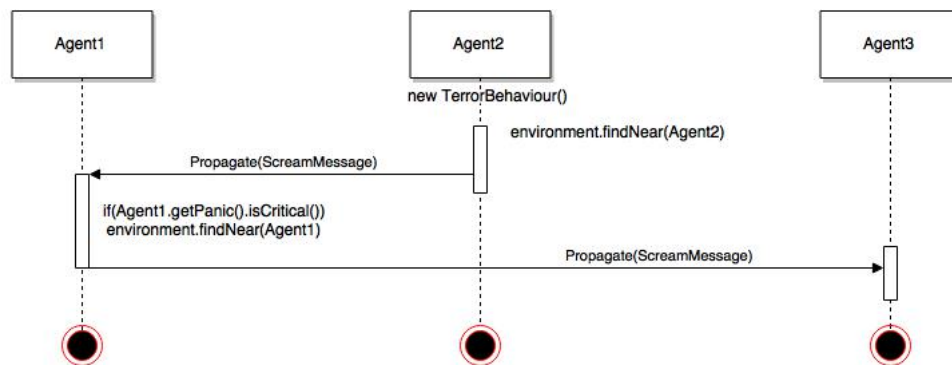 Agent1
Agent2
Agent3
new TerrorBehaviour()
environment.findNear(Agent2)
Propagate(ScreamMessage)
if(Agent1.getPanic().isCritical())
environment.findNear(Agent1)
Propagate(ScreamMessage)